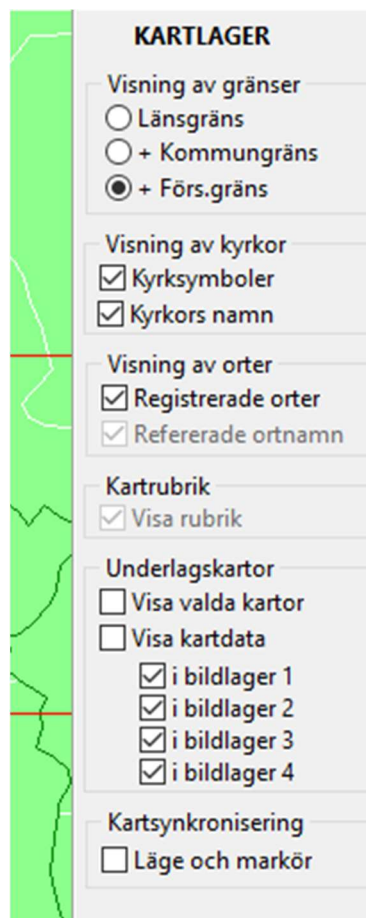 KARTLAGER
Visning av gränser
Länsgräns
+ Kommungräns
+ Förs.gräns
Visning av kyrkor
Kyrksymboler
Kyrkors namn
Visning av orter
Registrerade orter
Refererade ortnamn
Kartrubrik
Visa rubrik
Underlagskartor
Visa valda kartor
Visa kartdata
i bildlager 1
i bildlager 2
i bildlager 3
i bildlager 4
Kartsynkronisering
Läge och markör